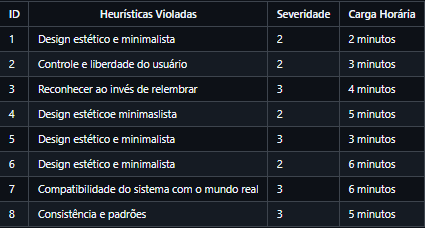 ID Heurísticas Violadas Severidade Carga Horária
1 Design estético e minimalista 2 2 minutos
2 Controle e liberdade do usuário 2 3 minutos
3 Reconhecer ao invés de relembrar 3 4 minutos
4 Design estéticoe minimaslista 2 5 minutos
5 Design estético e minimalista 3 3 minutos
6 Design estético e minimalista 2 6 minutos
7 Compatibilidade do sistema com o mundo real 3 6 minutos
8 Consistência e padrões 3 5 minutos